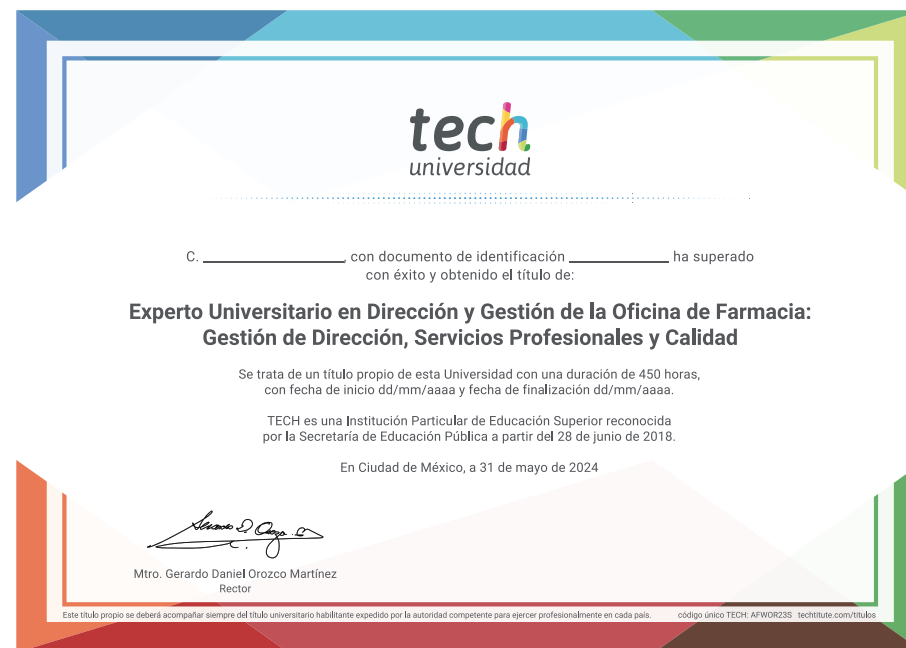 tech
universidad
C. ____________________, con documento de identificación ______________ ha superado
con éxito y obtenido el título de:
Experto Universitario en Dirección y Gestión de la Oficina de Farmacia:
Gestión de Dirección, Servicios Profesionales y Calidad
Se trata de un título propio de esta Universidad con una duración de 450 horas,
con fecha de inicio dd/mm/aaaa y fecha de finalización dd/mm/aaaa.
TECH es una Institución Particular de Educación Superior reconocida
por la Secretaría de Educación Pública a partir del 28 de junio de 2018.
En Ciudad de México, a 31 de mayo de 2024
Mtro. Gerardo Daniel Orozco Martínez
Rector
Este título propio se deberá acompañar siempre del título universitario habilitante expedido por la autoridad competente para ejercer profesionalmente en cada país. código único TECH: AFWOR23S techtitute.com/titulos